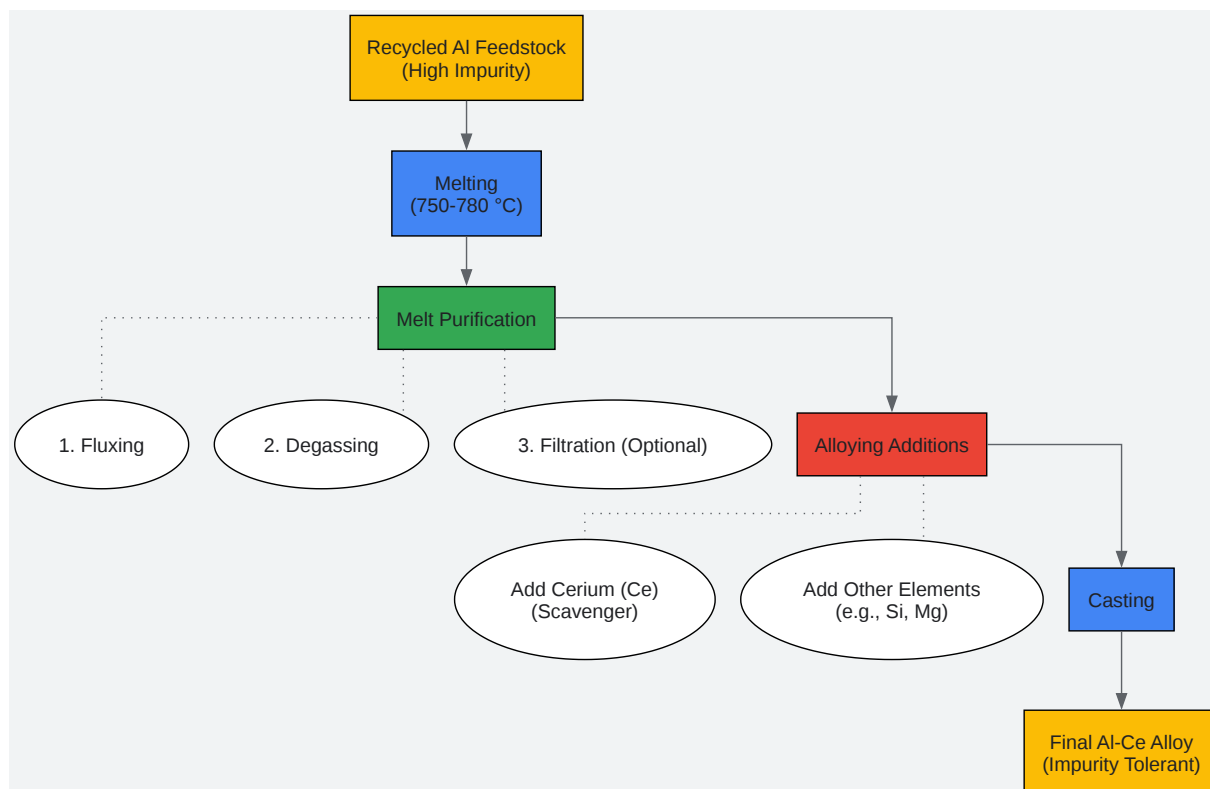 Recycled Al Feedstock
(High Impurity)
Melting
(750-780 °C)
Melt Purification
1. Fluxing
2. Degassing
3. Filtration (Optional)
Alloying Additions
Add Cerium (Ce)
(Scavenger)
Add Other Elements
(e.g., Si, Mg)
Casting
Final Al-Ce Alloy
(Impurity Tolerant)